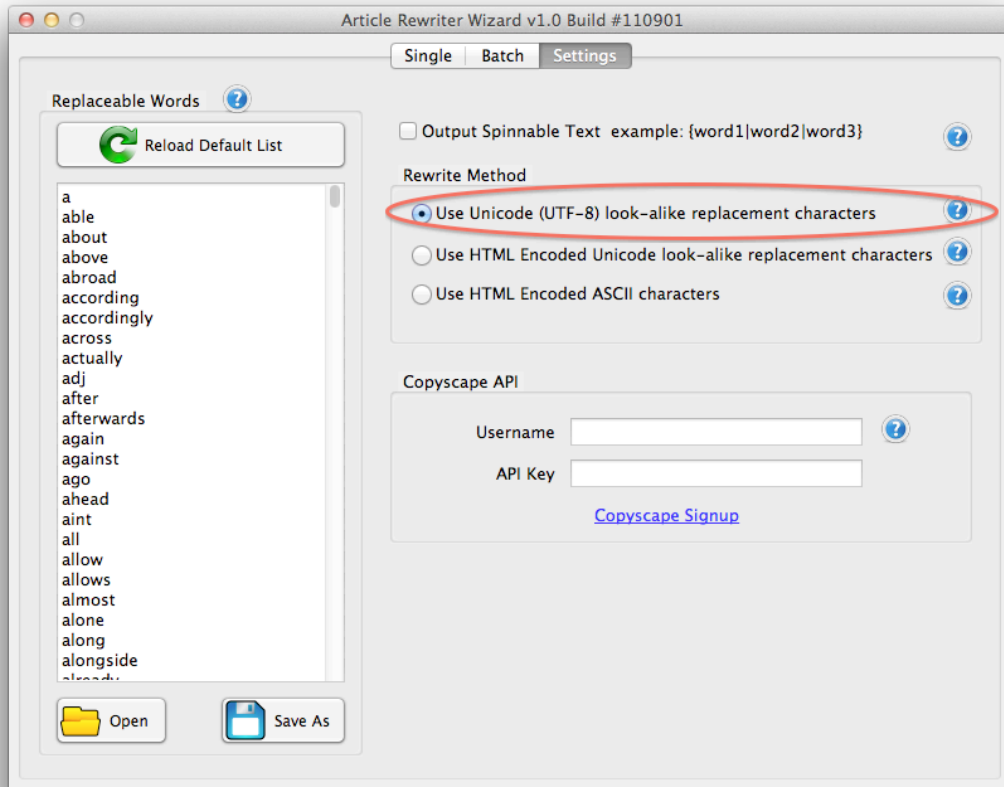 Article Rewriter Wizard v1.0 Build #110901
Single Batch Settings
Replaceable Words ?
Reload Default List
a
able
about
above
abroad
according
accordingly
across
actually
adj
after
afterwards
again
against
ago
ahead
aint
all
allow
allows
almost
alone
along
alongside
already
Open Save As
Output Spinnable Text example: {word1|word2|word3} ?
Rewrite Method
Use Unicode (UTF-8) look-alike replacement characters ?
Use HTML Encoded Unicode look-alike replacement characters ?
Use HTML Encoded ASCII characters ?
Copyscape API
Username ?
API Key
Copyscape Signup